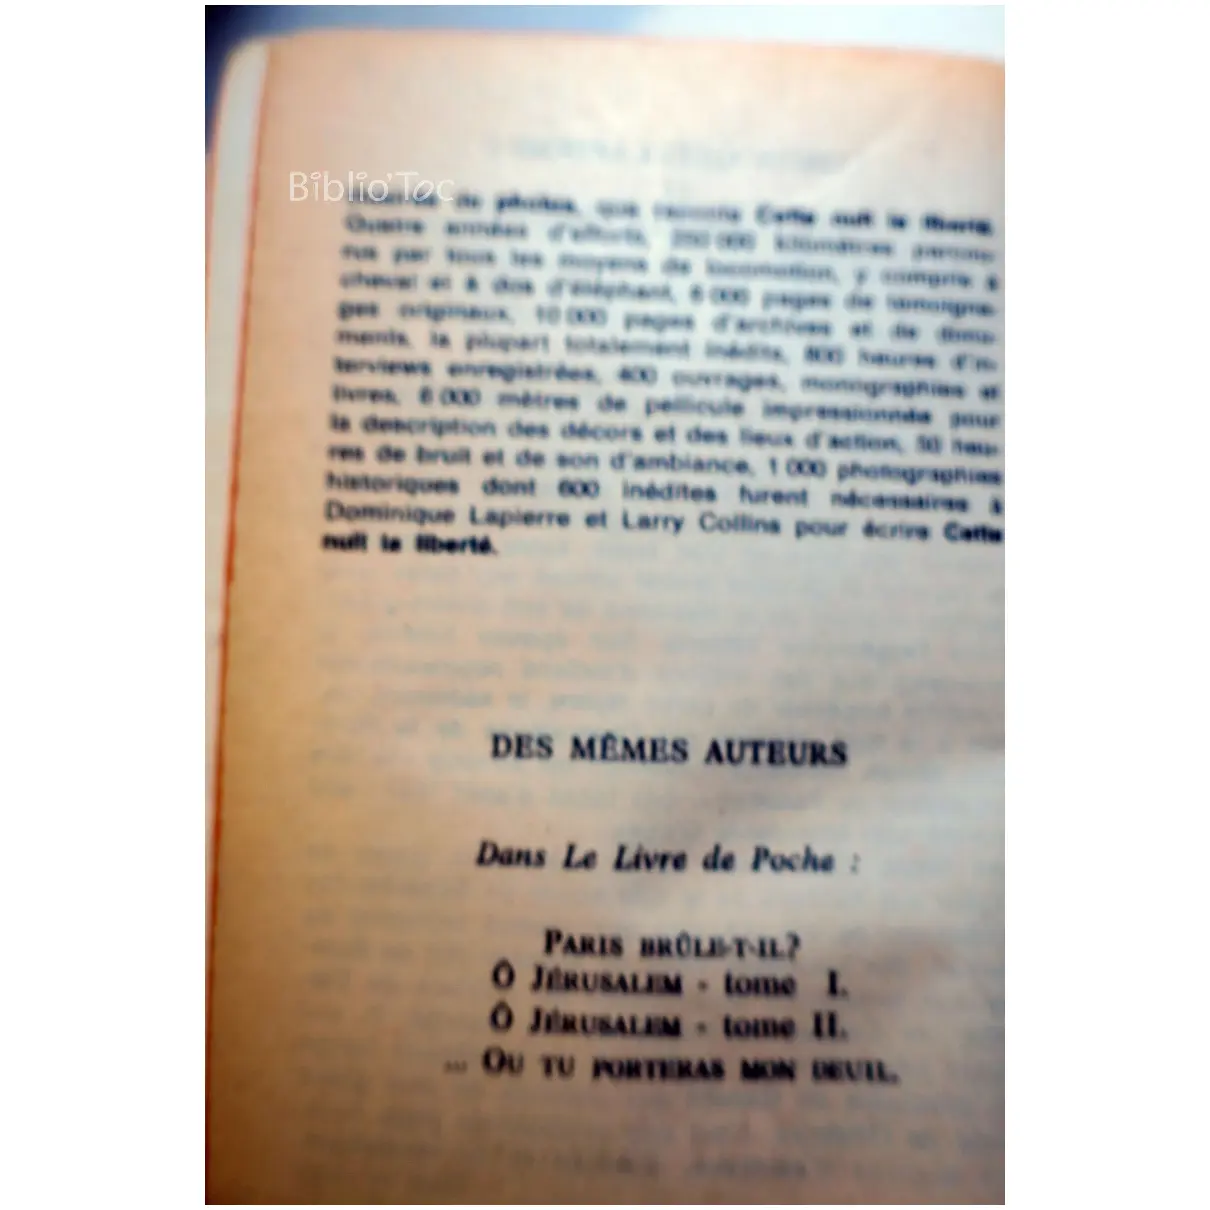 Biblio'Toc
de photos, que raconte Cette nuit la liberté.
Quatre années d'efforts, 250 000 kilomètres parcou-
rus par tous les moyens de locomotion, y compris à
cheval et à dos d'éléphant, 6 000 pages de témoigna-
ges originaux, 10 000 pages d'archives et de docu-
ments, la plupart totalement inédits, 800 heures d'in-
terviews enregistrées, 400 ouvrages, monographies et
livres, 6 000 mètres de pellicule impressionnée pour
la description des décors et des lieux d'action, 50 heu-
res de bruit et de son d'ambiance, 1 000 photographies
historiques dont 600 inédites furent nécessaires à
Dominique Lapierre et Larry Collins pour écrire Cette
nuit la liberté.
DES MÊMES AUTEURS
Dans Le Livre de Poche :
PARIS BRÛLE-T-IL?
Ô JÉRUSALEM - tome I.
Ô JÉRUSALEM - tome II.
... OU TU PORTERAS MON DEUIL.